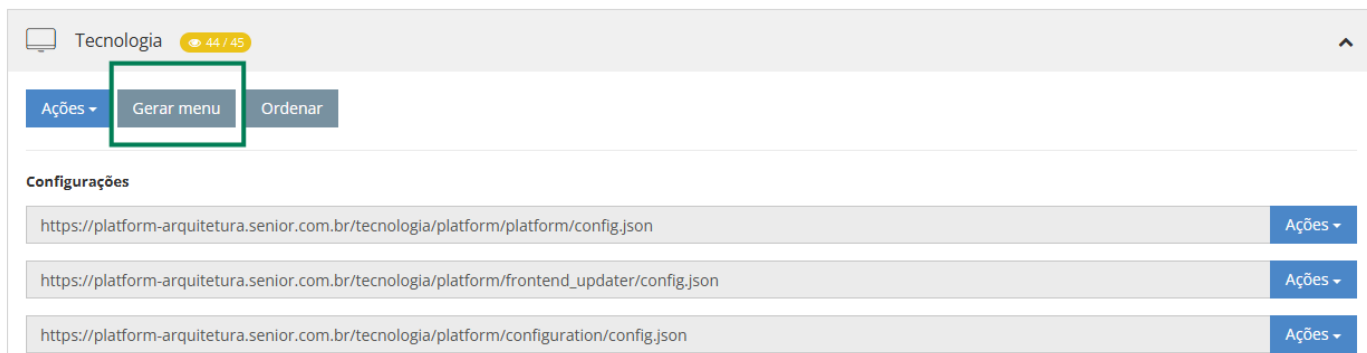 Tecnologia 44 / 45
Ações Gerar menu Ordenar
Configurações
https://platform-arquitetura.senior.com.br/tecnologia/platform/platform/config.json Ações
https://platform-arquitetura.senior.com.br/tecnologia/platform/frontend_updater/config.json Ações
https://platform-arquitetura.senior.com.br/tecnologia/platform/configuration/config.json Ações